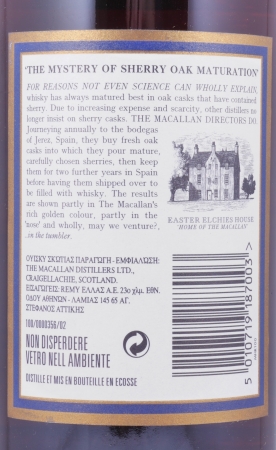 'THE MYSTERY OF SHERRY OAK MATURATION'
FOR REASONS NOT EVEN SCIENCE CAN WHOLLY EXPLAIN,
whisky has always matured best in oak casks that have contained
sherry. Due to increasing expense and scarcity, other distillers no
longer insist on sherry casks. THE MACALLAN DIRECTORS DO.
Journeying annually to the bodegas
of Jerez, Spain, they buy fresh oak
casks into which they pour mature,
carefully chosen sherries, then keep
them for two further years in Spain
before having them shipped over to
be filled with whisky. The results
are shown partly in The Macallan's
rich golden colour, partly in the
'nose' and wholly, may we venture?,
. in the tumbler.
EASTER ELCHIES HOUSE
HOME OF THE MACALLAN
ΟΥΙΣΚΥ ΣΚΩΤΙΑΣ ΠΑΡΑΓΩΓΗ - ΕΜΦΙΑΛΩΣΗ:
THE MACALLAN DISTILLERS LTD.,
CRAIGELLACHIE, SCOTLAND.
ΕΙΣΑΓΩΓΕΙΣ: REMY ΕΛΛΑΣ Α.Ε. 23ο χλμ. ΕΘΝ.
ΟΔΟΥ ΑΘΗΝΩΝ - ΛΑΜΙΑΣ 145 65 ΑΓ.
ΣΤΕΦΑΝΟΣ ΑΤΤΙΚΗΣ
100/0000356/02
NON DISPERDERE
VETRO NELL AMBIENTE
DISTILLE ET MIS EN BOUTEILLE EN ECOSSE
5 010719 187003 >